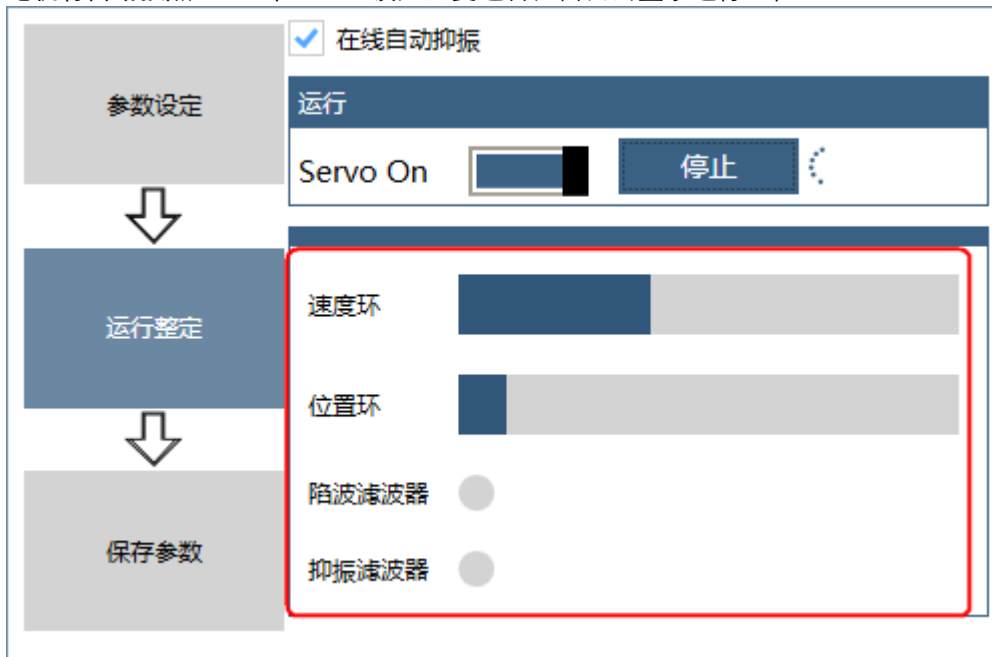 在线自动抑振
参数设定
运行
Servo On
停止
运行整定
速度环
位置环
陷波滤波器
保存参数
抑振滤波器